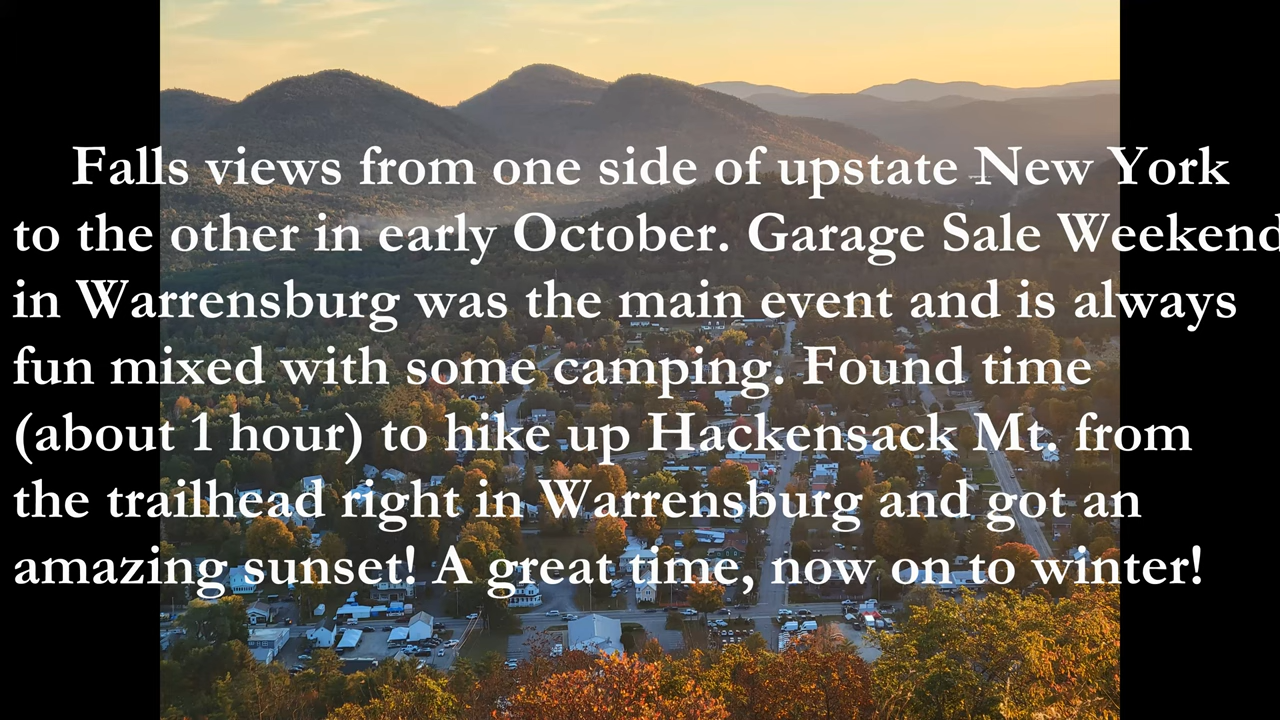 Falls views from one side of upstate New York
to the other in early October. Garage Sale Weekend
in Warrensburg was the main event and is always
fun mixed with some camping. Found time
(about 1 hour) to hike up Hackensack Mt. from
the trailhead right in Warrensburg and got an
amazing sunset! A great time, now on to winter!